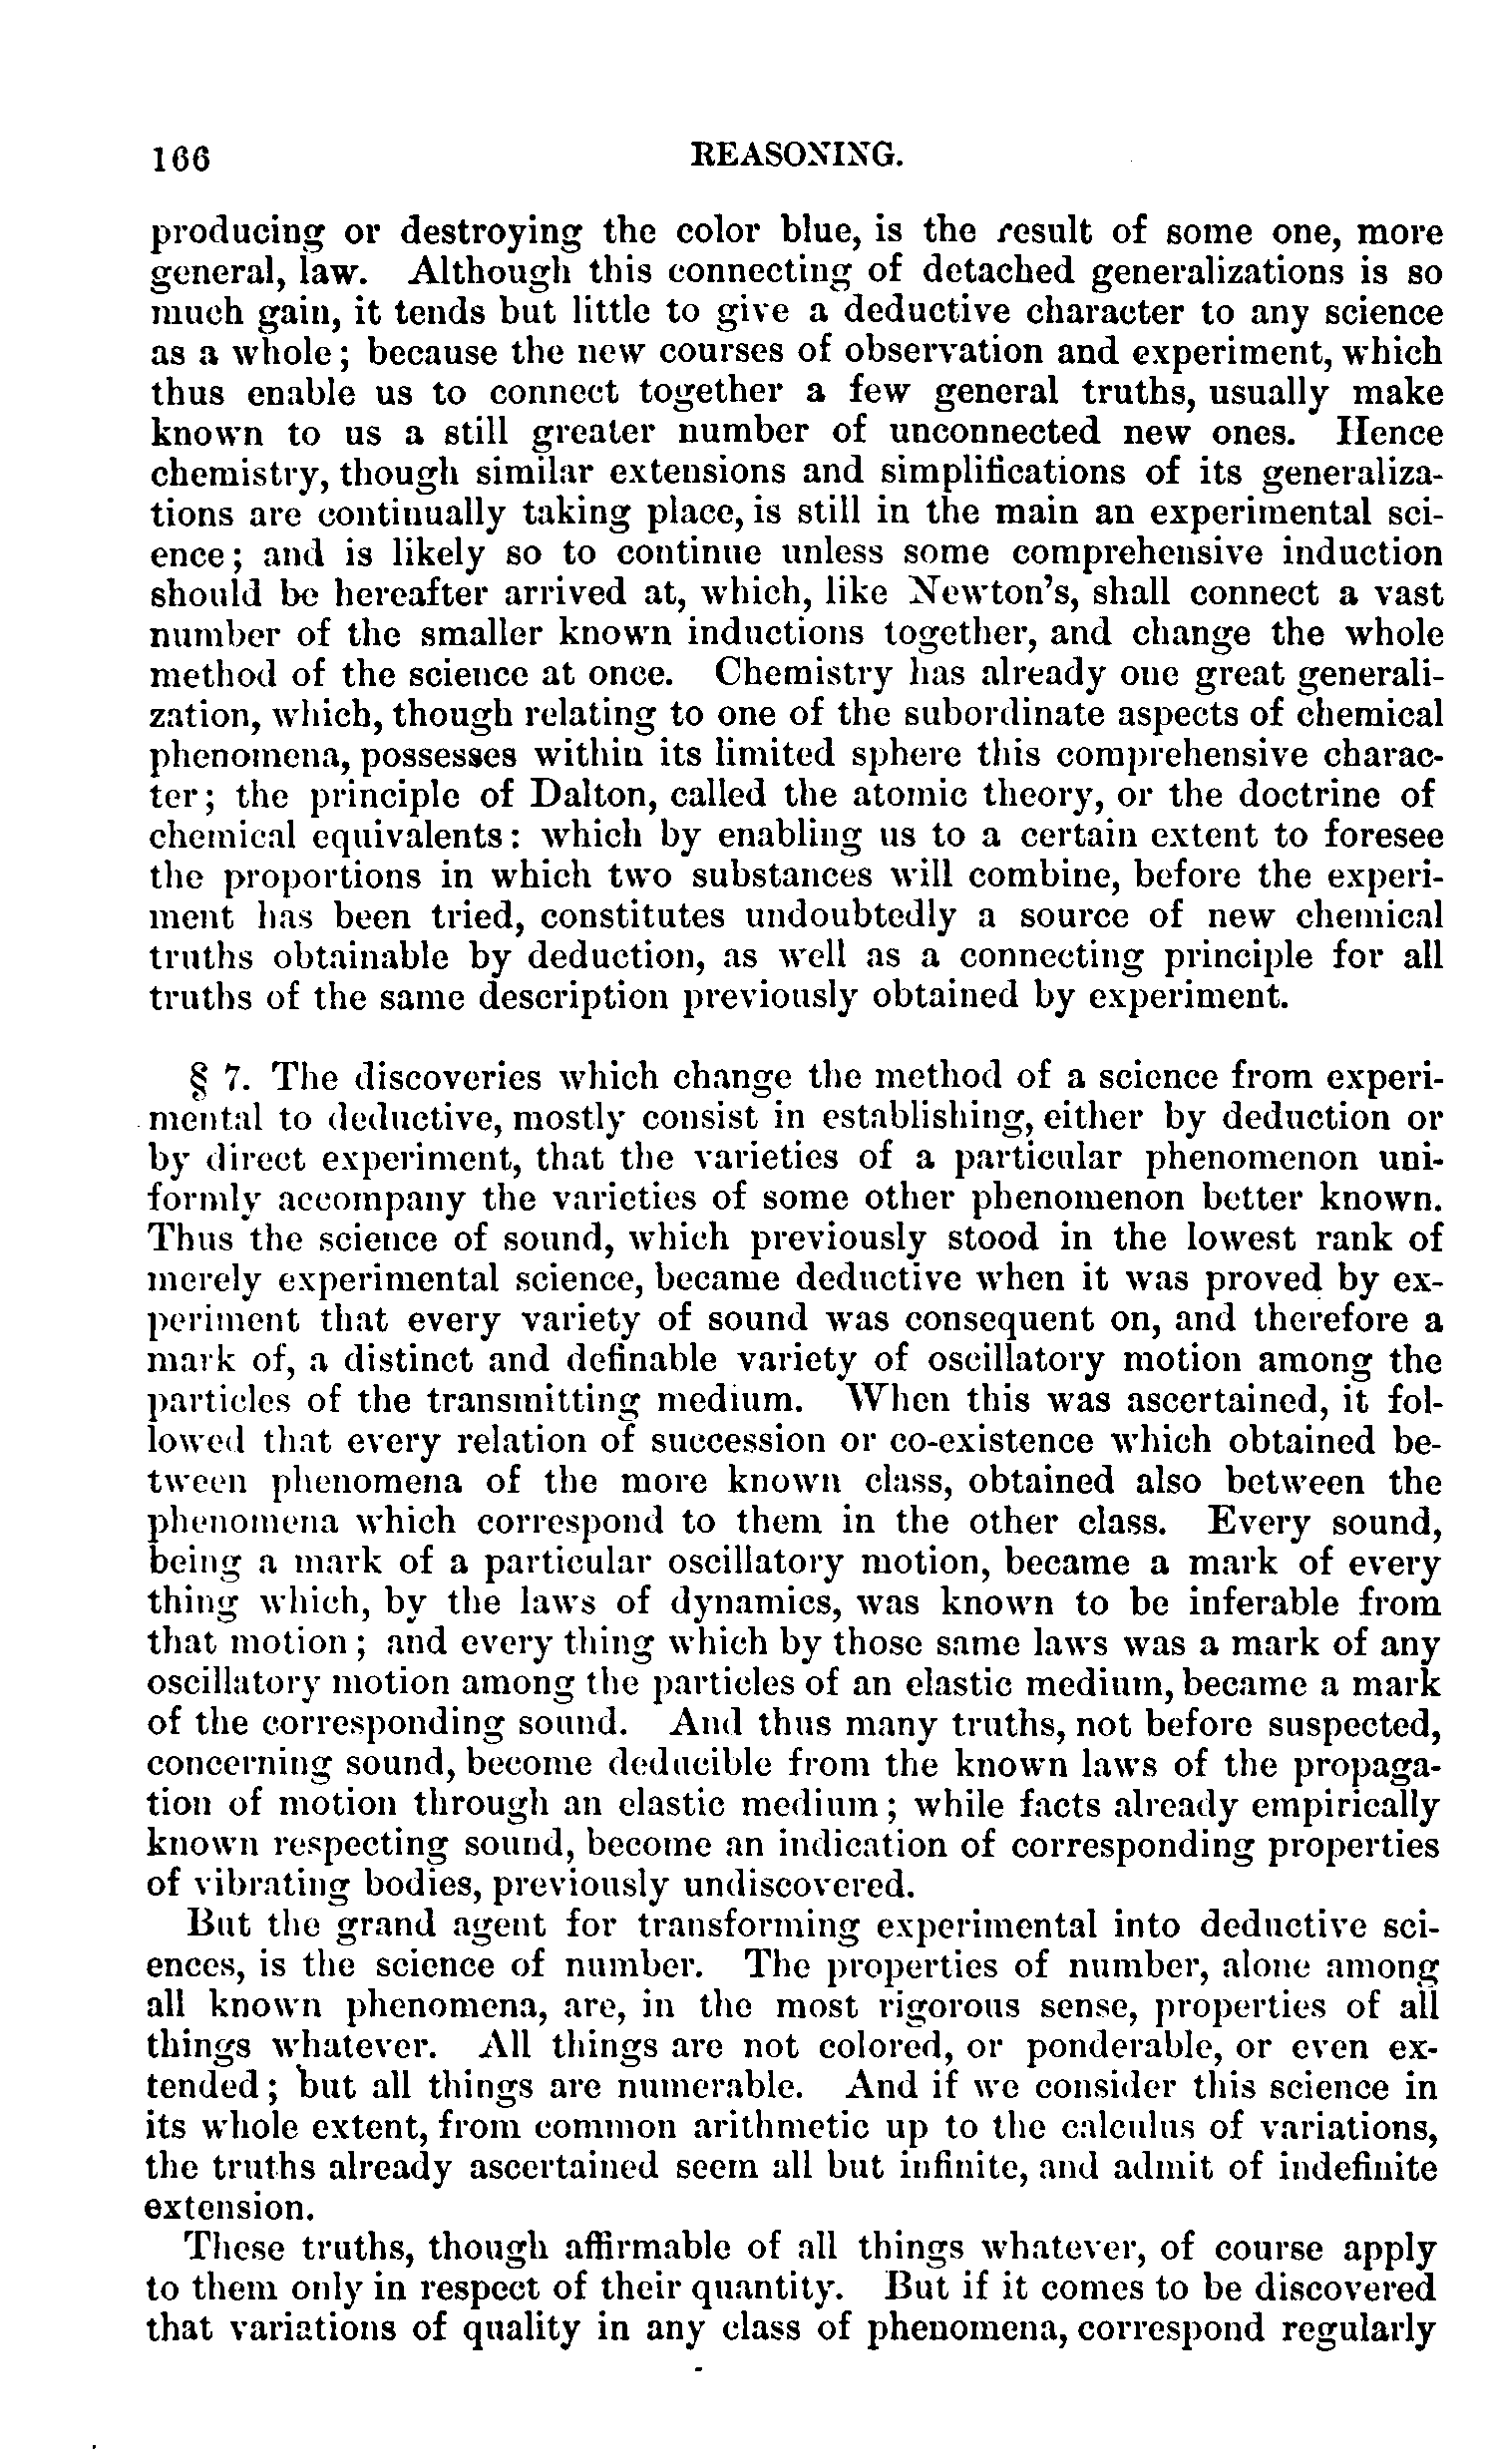 166 REASONING.
producing or destroying the color blue, is the result of some one, more
general, law. Although this connecting of detached generalizations is so
much gain, it tends but little to give a deductive character to any science
as a whole; because the new courses of observation and experiment, which
thus enable us to connect together a few general truths, usually make
known to us a still greater number of unconnected new ones. Hence
chemistry, though similar extensions and simplifications of its generaliza-
tions are continually taking place, is still in the main an experimental sci-
ence; and is likely so to continue unless some comprehensive induction
should be hereafter arrived at, which, like Newton's, shall connect a vast
number of the smaller known inductions together, and change the whole
method of the science at once. Chemistry has already one great generali-
zation, which, though relating to one of the subordinate aspects of chemical
phenomena, possesses within its limited sphere this comprehensive charac-
ter; the principle of Dalton, called the atomic theory, or the doctrine of
chemical equivalents: which by enabling us to a certain extent to foresee
the proportions in which two substances will combine, before the experi-
ment has been tried, constitutes undoubtedly a source of new chemical
truths obtainable by deduction, as well as a connecting principle for all
truths of the same description previously obtained by experiment.
§ 7. The discoveries which change the method of a science from experi-
mental to deductive, mostly consist in establishing, either by deduction or
by direct experiment, that the varieties of a particular phenomenon uni-
formly accompany the varieties of some other phenomenon better known.
Thus the science of sound, which previously stood in the lowest rank of
merely experimental science, became deductive when it was proved by ex-
periment that every variety of sound was consequent on, and therefore a
mark of, a distinct and definable variety of oscillatory motion among the
particles of the transmitting medium. When this was ascertained, it fol-
lowed that every relation of succession or co-existence which obtained be-
tween phenomena of the more known class, obtained also between the
phenomena which correspond to them in the other class. Every sound,
being a mark of a particular oscillatory motion, became a mark of every
thing which, by the laws of dynamics, was known to be inferable from
that motion; and every thing which by those same laws was a mark of any
oscillatory motion among the particles of an elastic medium, became a mark
of the corresponding sound. And thus many truths, not before suspected,
concerning sound, become deducible from the known laws of the propaga-
tion of motion through an elastic medium; while facts already empirically
known respecting sound, become an indication of corresponding properties
of vibrating bodies, previously undiscovered.
But the grand agent for transforming experimental into deductive sci-
ences, is the science of number. The properties of number, alone among
all known phenomena, are, in the most rigorous sense, properties of all
things whatever. All things are not colored, or ponderable, or even ex-
tended; but all things are numerable. And if we consider this science in
its whole extent, from common arithmetic up to the calculus of variations,
the truths already ascertained seem all but infinite, and admit of indefinite
extension.
These truths, though affirmable of all things whatever, of course apply
to them only in respect of their quantity. But if it comes to be discovered
that variations of quality in any class of phenomena, correspond regularly